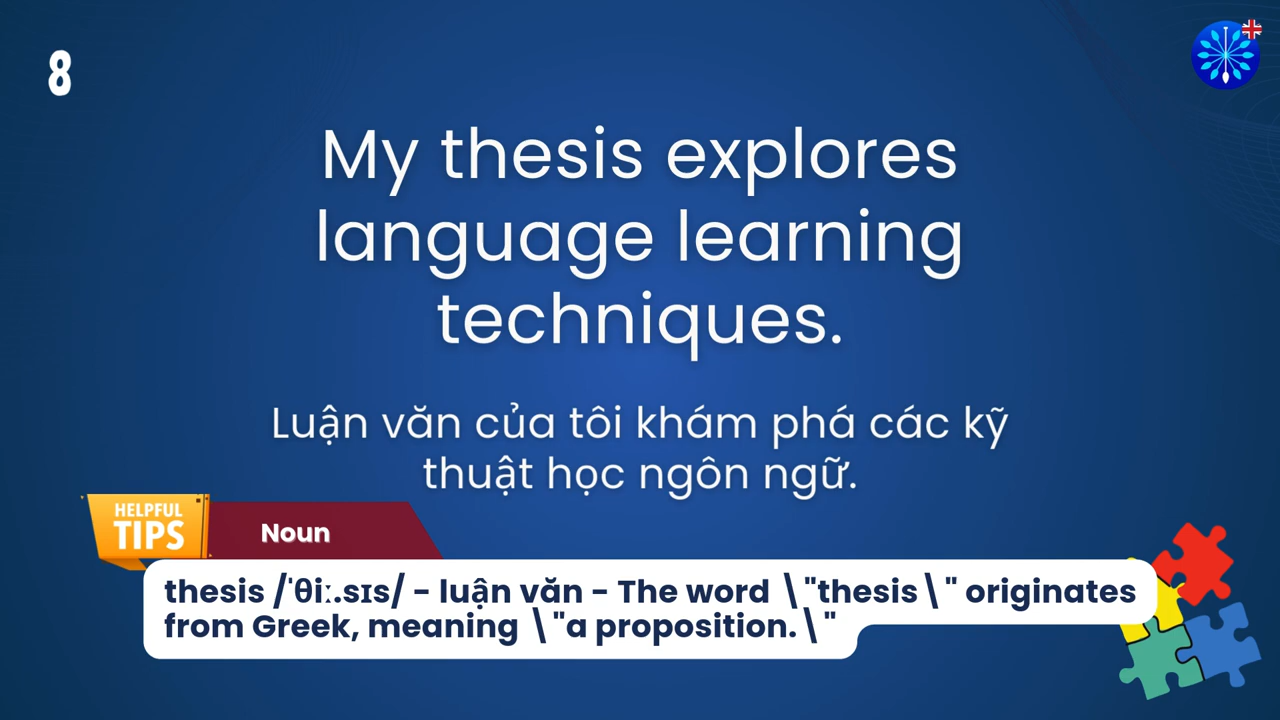 8
My thesis explores
language learning
techniques.
Luận văn của tôi khám phá các kỹ
thuật học ngôn ngữ.
HELPFUL
TIPS
Noun
thesis /ˈθiː.sɪs/ - luận văn - The word \"thesis\" originates
from Greek, meaning \"a proposition.\"